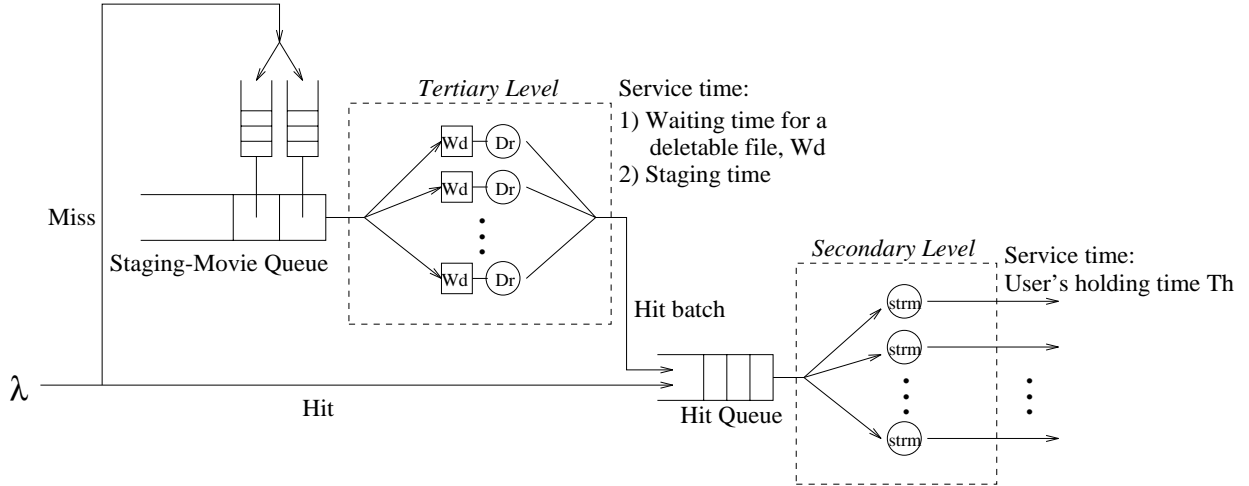 Tertiary Level
Service time:
1) Waiting time for a
deletable file, Wd
2) Staging time
Wd
Dr
Wd
Dr
Wd
Dr
Miss
Staging-Movie Queue
Secondary Level
Service time:
User's holding time Th
strm
strm
strm
Hit batch
Hit Queue
λ
Hit